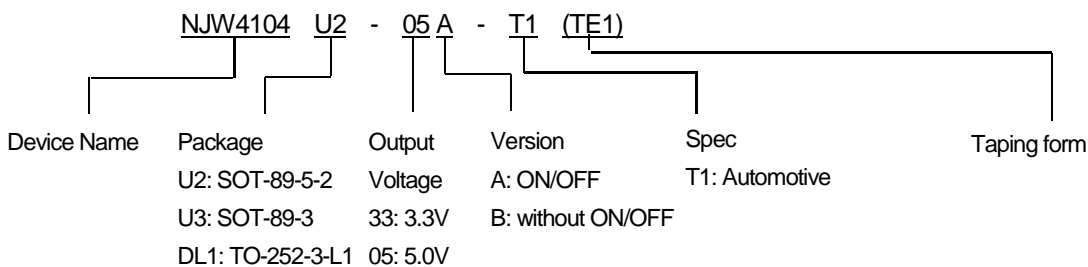 NJW4104 U2 - 05 A - T1 (TE1)
Device Name Package Output Version Spec Taping form
U2: SOT-89-5-2 Voltage A: ON/OFF T1: Automotive
U3: SOT-89-3 33: 3.3V B: without ON/OFF
DL1: TO-252-3-L1 05: 5.0V